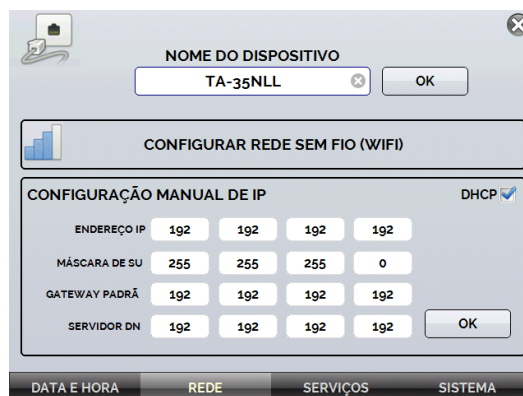 NOME DO DISPOSITIVO
TA-35NLL OK
CONFIGURAR REDE SEM FIO (WIFI)
CONFIGURAÇÃO MANUAL DE IP DHCP
ENDEREÇO IP 192 192 192 192
MÁSCARA DE SU 255 255 255 0
GATEWAY PADRÃ 192 192 192 192
SERVIDOR DN 192 192 192 192 OK
DATA E HORA REDE SERVIÇOS SISTEMA